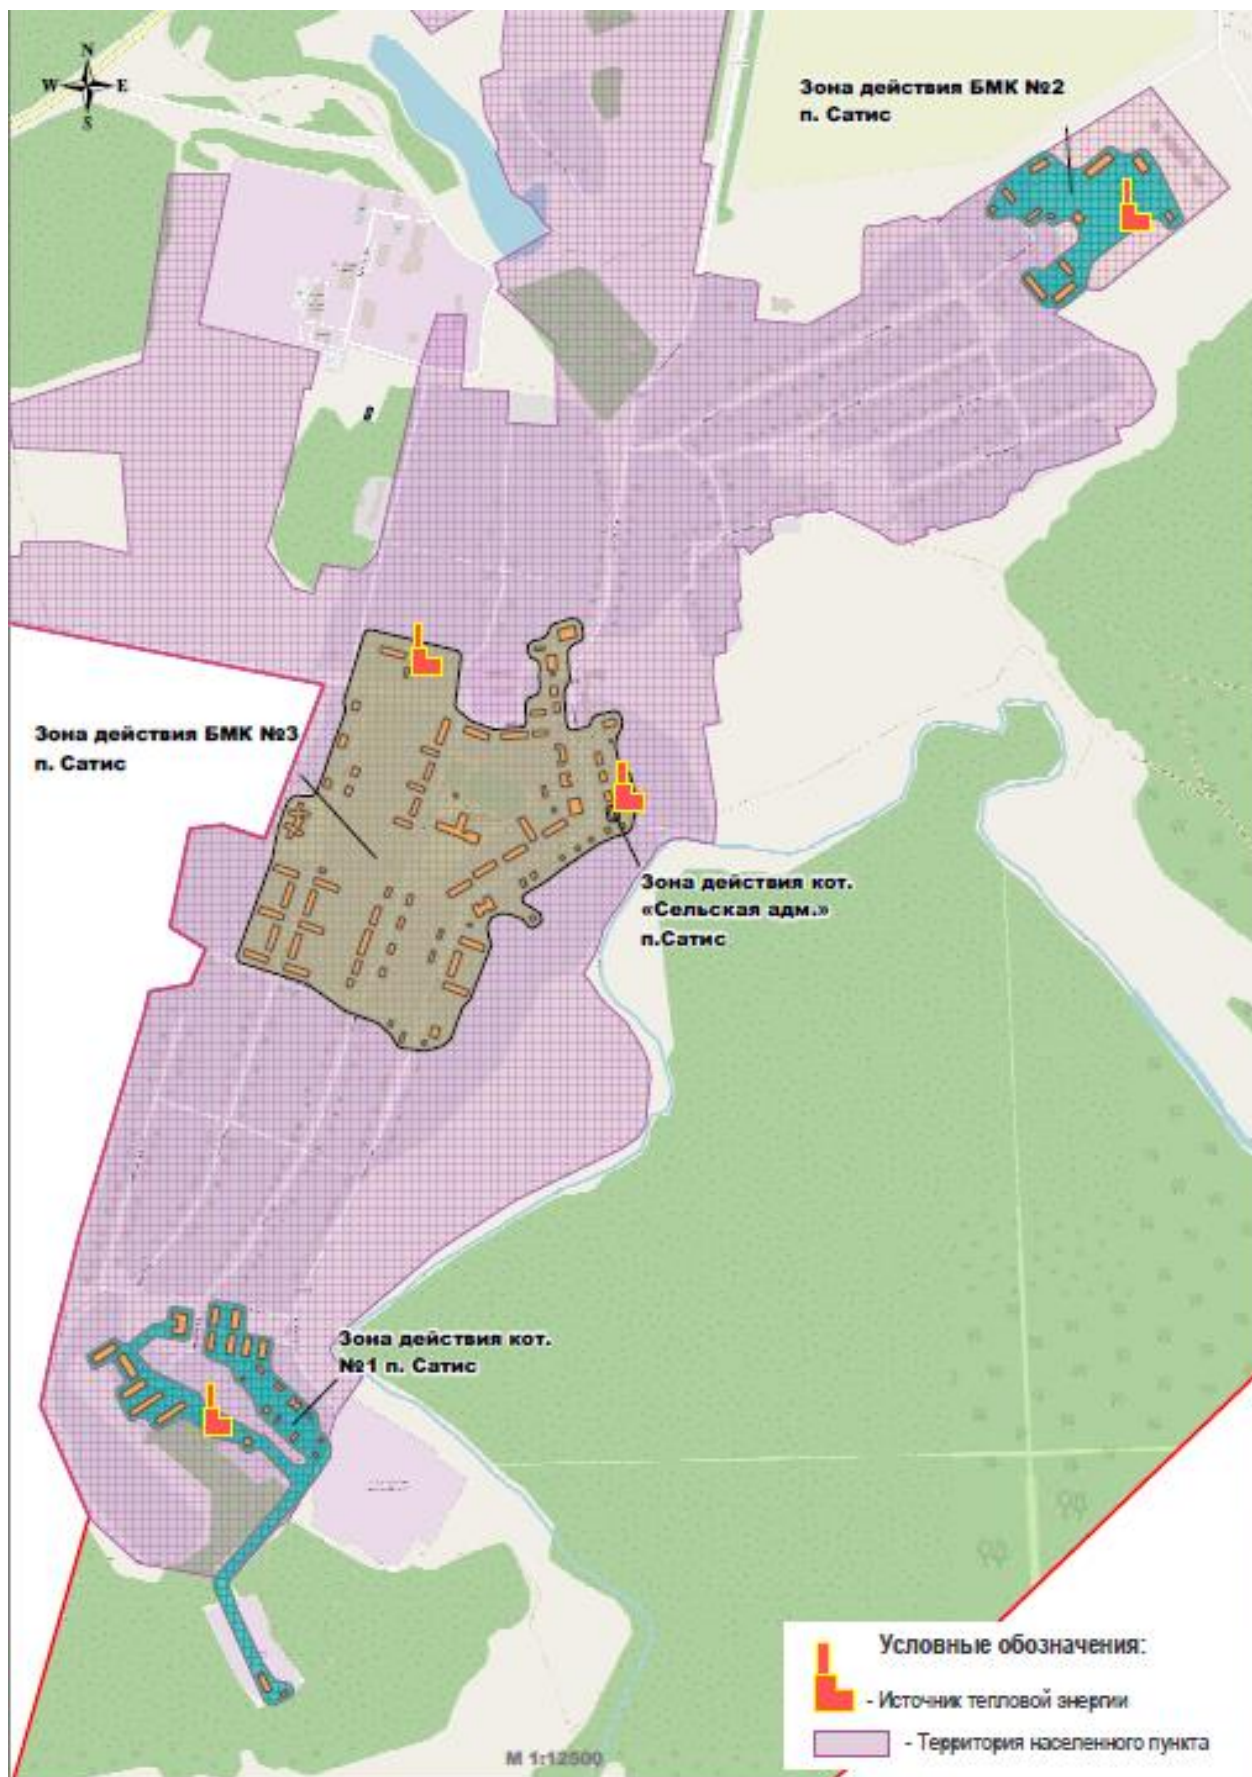 N
W E
S
Зона действия БМК №2
п. Сатис
Зона действия БМК №3
п. Сатис
Зона действия кот.
«Сельская адм.»
п.Сатис
Зона действия кот.
№1 п. Сатис
Условные обозначения:
- Источник тепловой энергии
- Территория населенного пункта
М 1:12500